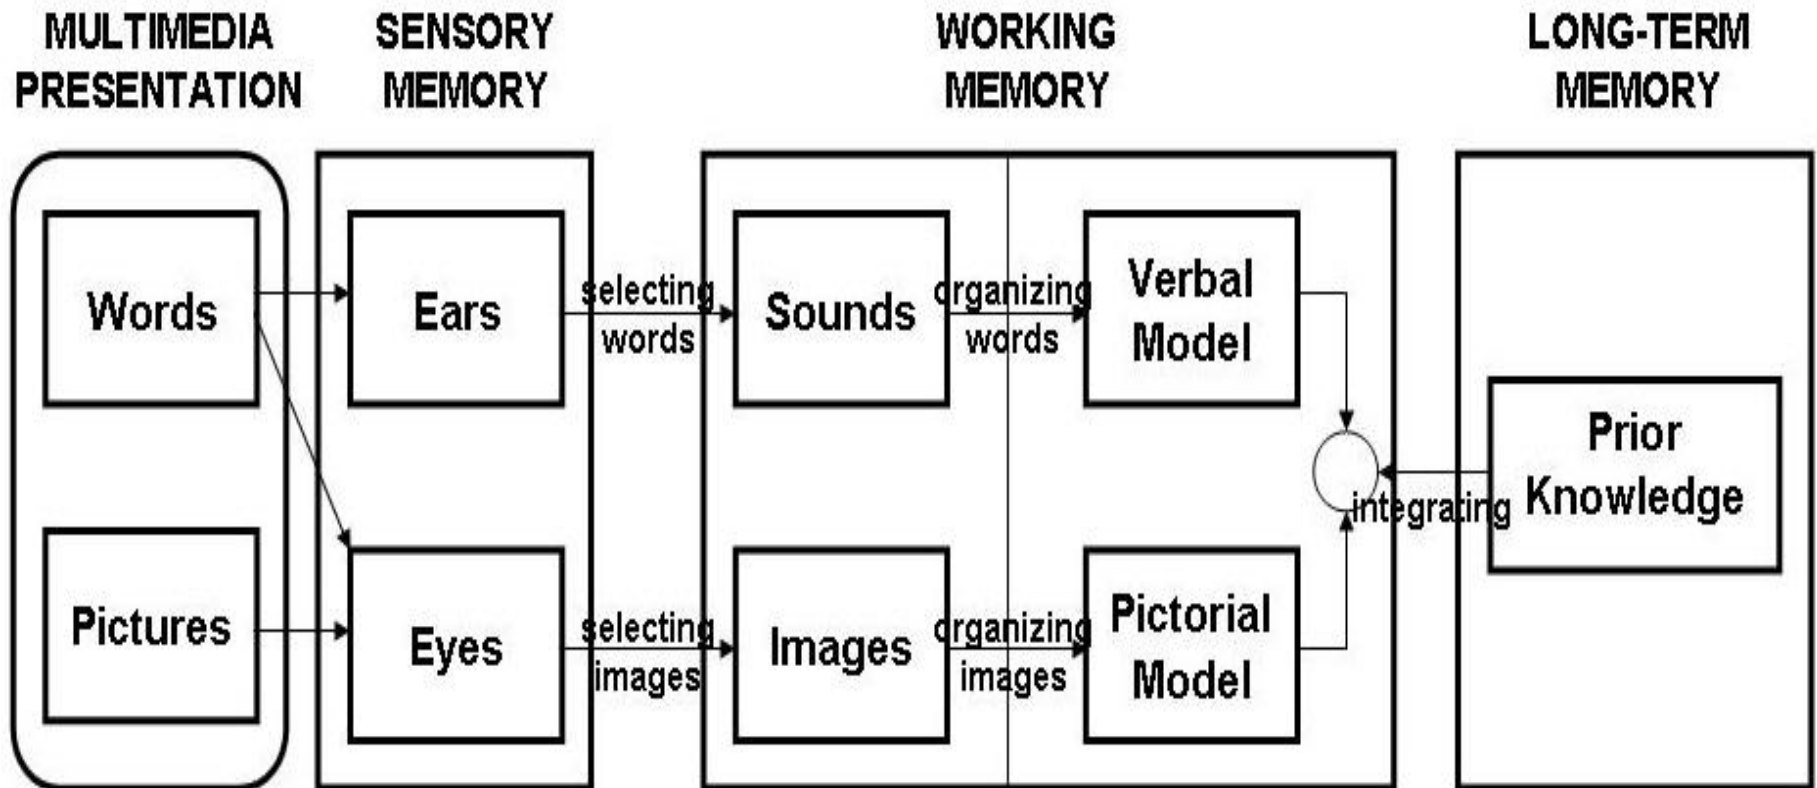 MULTIMEDIA
PRESENTATION
SENSORY
MEMORY
WORKING
MEMORY
LONG-TERM
MEMORY
Words
Ears
selecting
words
Sounds
organizing
words
Verbal
Model
Pictures
Eyes
selecting
images
Images
organizing
images
Pictorial
Model
integrating
Prior
Knowledge